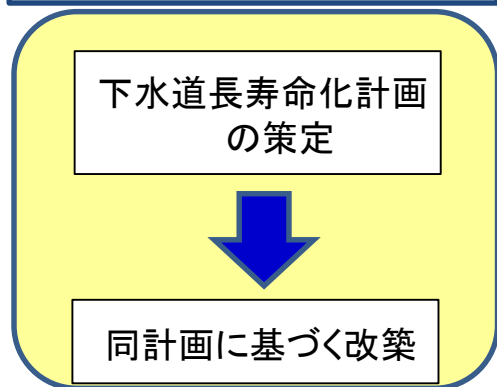 下水道長寿命化計画
の策定
同計画に基づく改築